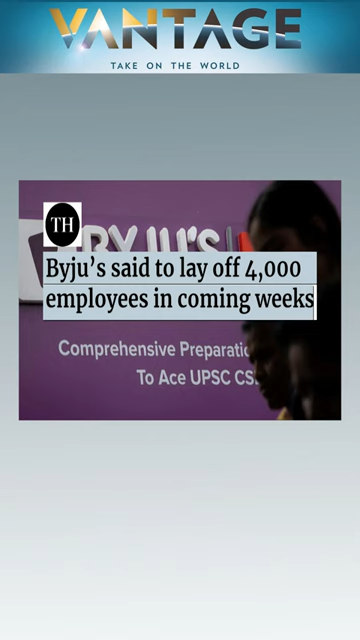 VANTAGE
TAKE ON THE WORLD
TH
BYJU'S
Byju's said to lay off 4,000
employees in coming weeks
Comprehensive Preparatio
To Ace UPSC CS